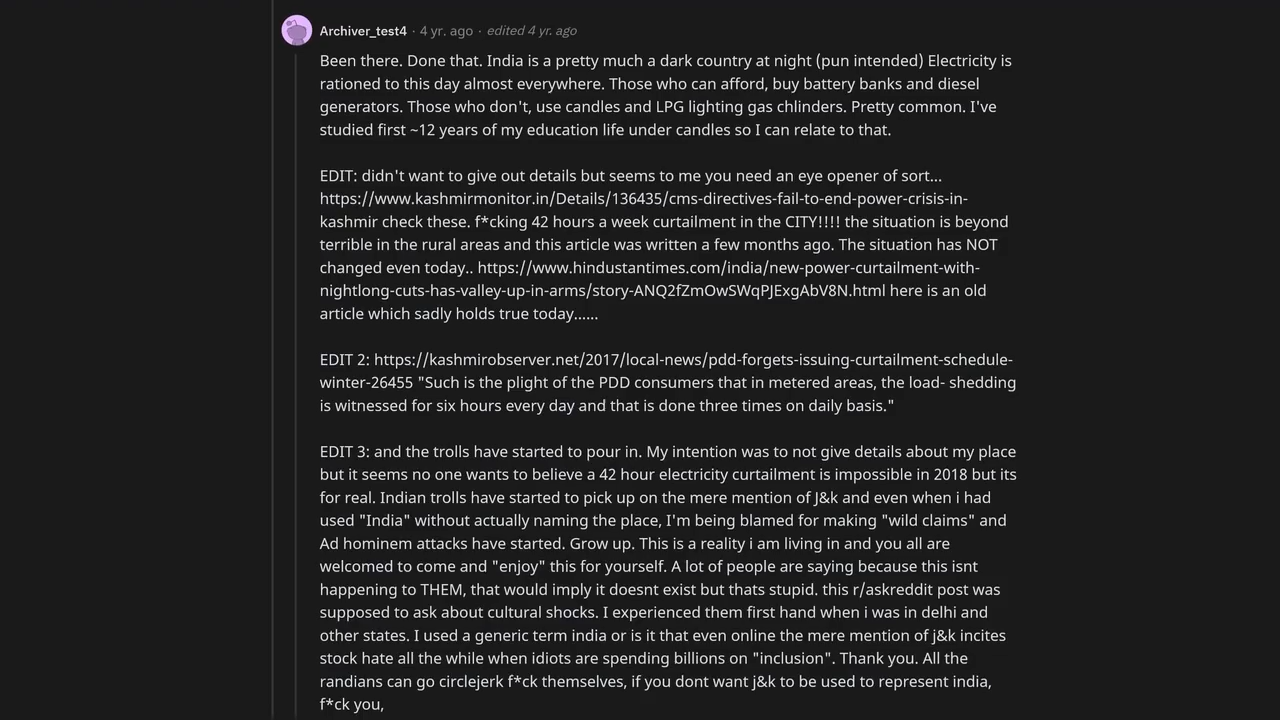 Archiver_test4 · 4 yr. ago · edited 4 yr. ago
Been there. Done that. India is a pretty much a dark country at night (pun intended) Electricity is
rationed to this day almost everywhere. Those who can afford, buy battery banks and diesel
generators. Those who don't, use candles and LPG lighting gas chlinders. Pretty common. I've
studied first ~12 years of my education life under candles so I can relate to that.
EDIT: didn't want to give out details but seems to me you need an eye opener of sort...
https://www.kashmirmonitor.in/Details/136435/cms-directives-fail-to-end-power-crisis-in-
kashmir check these. f*cking 42 hours a week curtailment in the CITY!!!! the situation is beyond
terrible in the rural areas and this article was written a few months ago. The situation has NOT
changed even today.. https://www.hindustantimes.com/india/new-power-curtailment-with-
nightlong-cuts-has-valley-up-in-arms/story-ANQ2fZmOwSWqPJExgAbV8N.html here is an old
article which sadly holds true today......
EDIT 2: https://kashmirobserver.net/2017/local-news/pdd-forgets-issuing-curtailment-schedule-
winter-26455 "Such is the plight of the PDD consumers that in metered areas, the load- shedding
is witnessed for six hours every day and that is done three times on daily basis."
EDIT 3: and the trolls have started to pour in. My intention was to not give details about my place
but it seems no one wants to believe a 42 hour electricity curtailment is impossible in 2018 but its
for real. Indian trolls have started to pick up on the mere mention of J&k and even when i had
used "India" without actually naming the place, I'm being blamed for making "wild claims" and
Ad hominem attacks have started. Grow up. This is a reality i am living in and you all are
welcomed to come and "enjoy" this for yourself. A lot of people are saying because this isnt
happening to THEM, that would imply it doesnt exist but thats stupid. this r/askreddit post was
supposed to ask about cultural shocks. I experienced them first hand when i was in delhi and
other states. I used a generic term india or is it that even online the mere mention of j&k incites
stock hate all the while when idiots are spending billions on "inclusion". Thank you. All the
randians can go circlejerk f*ck themselves, if you dont want j&k to be used to represent india,
f*ck you,